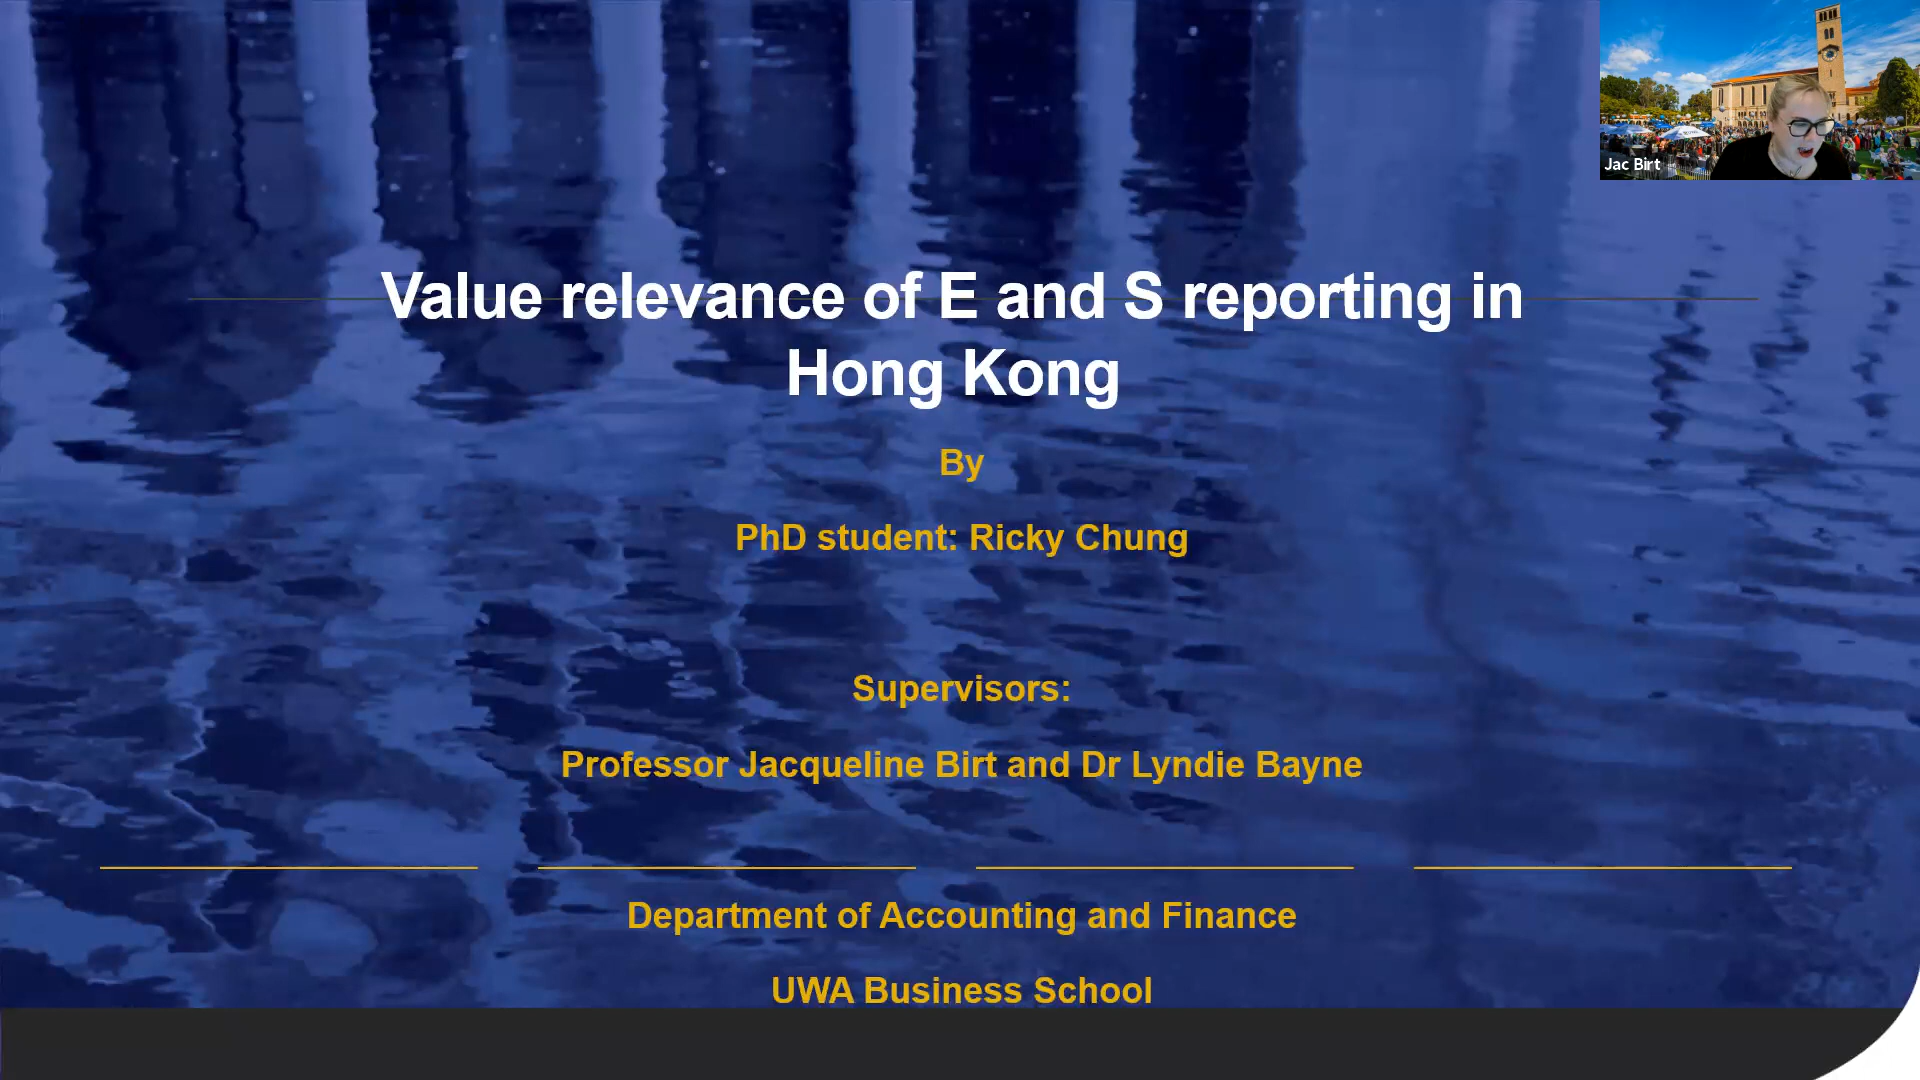 Jac Birt
Value relevance of E and S reporting in
Hong Kong
By
PhD student: Ricky Chung
Supervisors:
Professor Jacqueline Birt and Dr Lyndie Bayne
Department of Accounting and Finance
UWA Business School